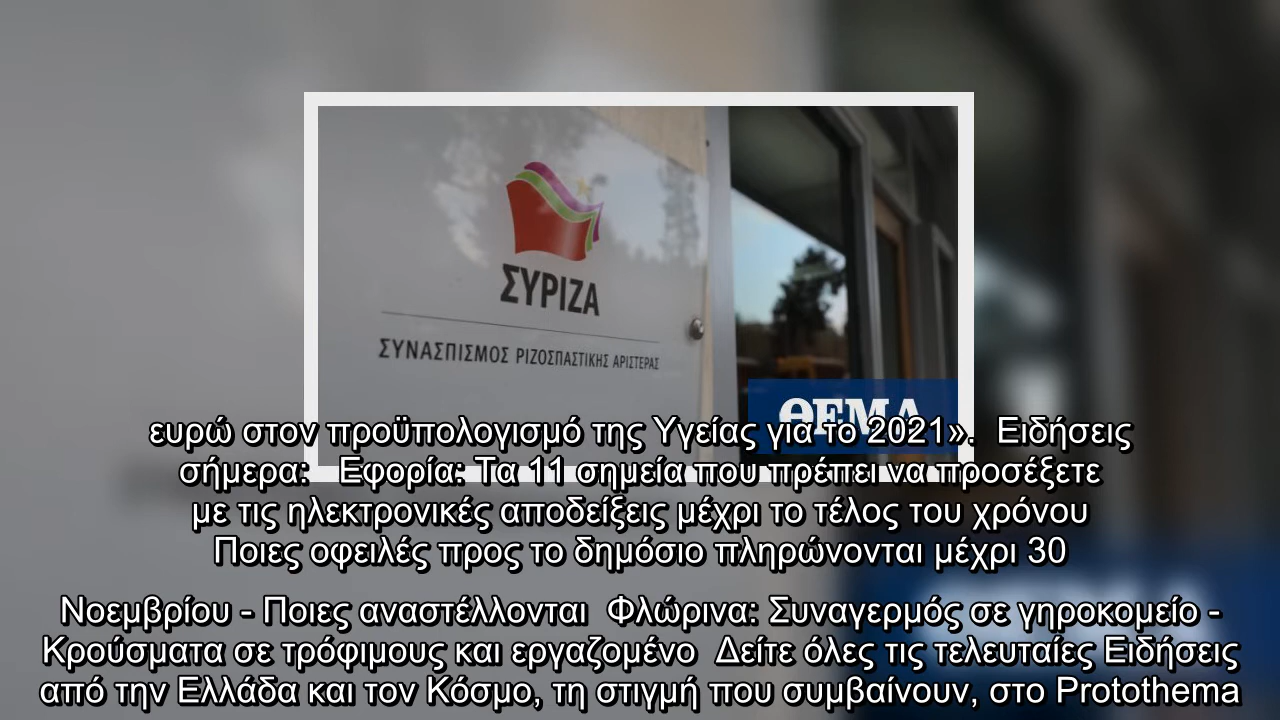 ΣΥΡΙΖΑ
ΣΥΝΑΣΠΙΣΜΟΣ ΡΙΖΟΣΠΑΣΤΙΚΗΣ ΑΡΙΣΤΕΡΑΣ
ΘΕΜΑ
ευρώ στον προϋπολογισμό της Υγείας για το 2021». Ειδήσεις
σήμερα: Εφορία: Τα 11 σημεία που πρέπει να προσέξετε
με τις ηλεκτρονικές αποδείξεις μέχρι το τέλος του χρόνου
Ποιες οφειλές προς το δημόσιο πληρώνονται μέχρι 30
Νοεμβρίου - Ποιες αναστέλλονται Φλώρινα: Συναγερμός σε γηροκομείο -
Κρούσματα σε τρόφιμους και εργαζομένο Δείτε όλες τις τελευταίες Ειδήσεις
από την Ελλάδα και τον Κόσμο, τη στιγμή που συμβαίνουν, στο Protothema